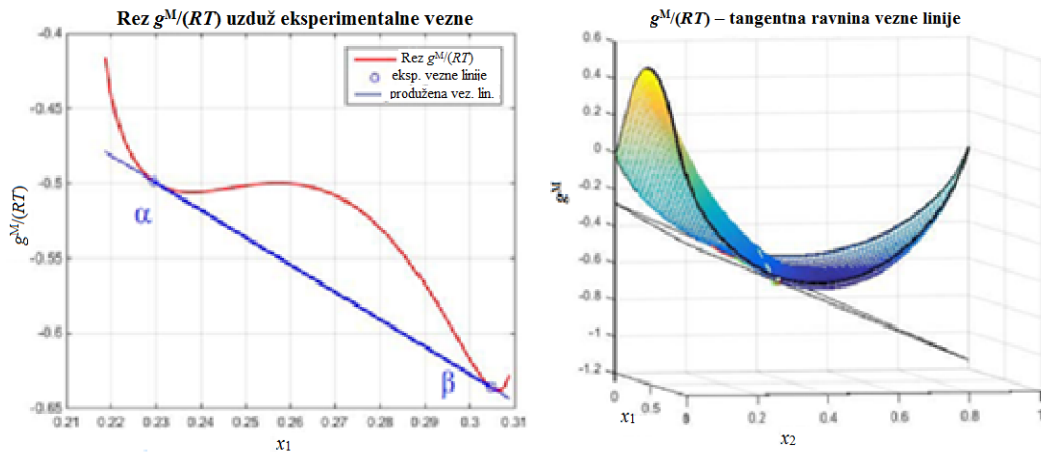 Rez gᴹ/(RT) uzduž eksperimentalne vezne
-0.4
-0.45
-0.5
-0.55
-0.6
-0.65
gᴹ/(RT)
Rez gᴹ/(RT)
eksp. vezne linije
produžena vez. lin.
α
β
0.21 0.22 0.23 0.24 0.25 0.26 0.27 0.28 0.29 0.3 0.31
x₁
gᴹ/(RT) – tangentna ravnina vezne linije
0.6
0.4
0.2
0
-0.2
-0.4
-0.6
-0.8
-1
-1.2
gᴹ
0 0.5
x₁
0.2 0.4 0.6 0.8 1
x₂